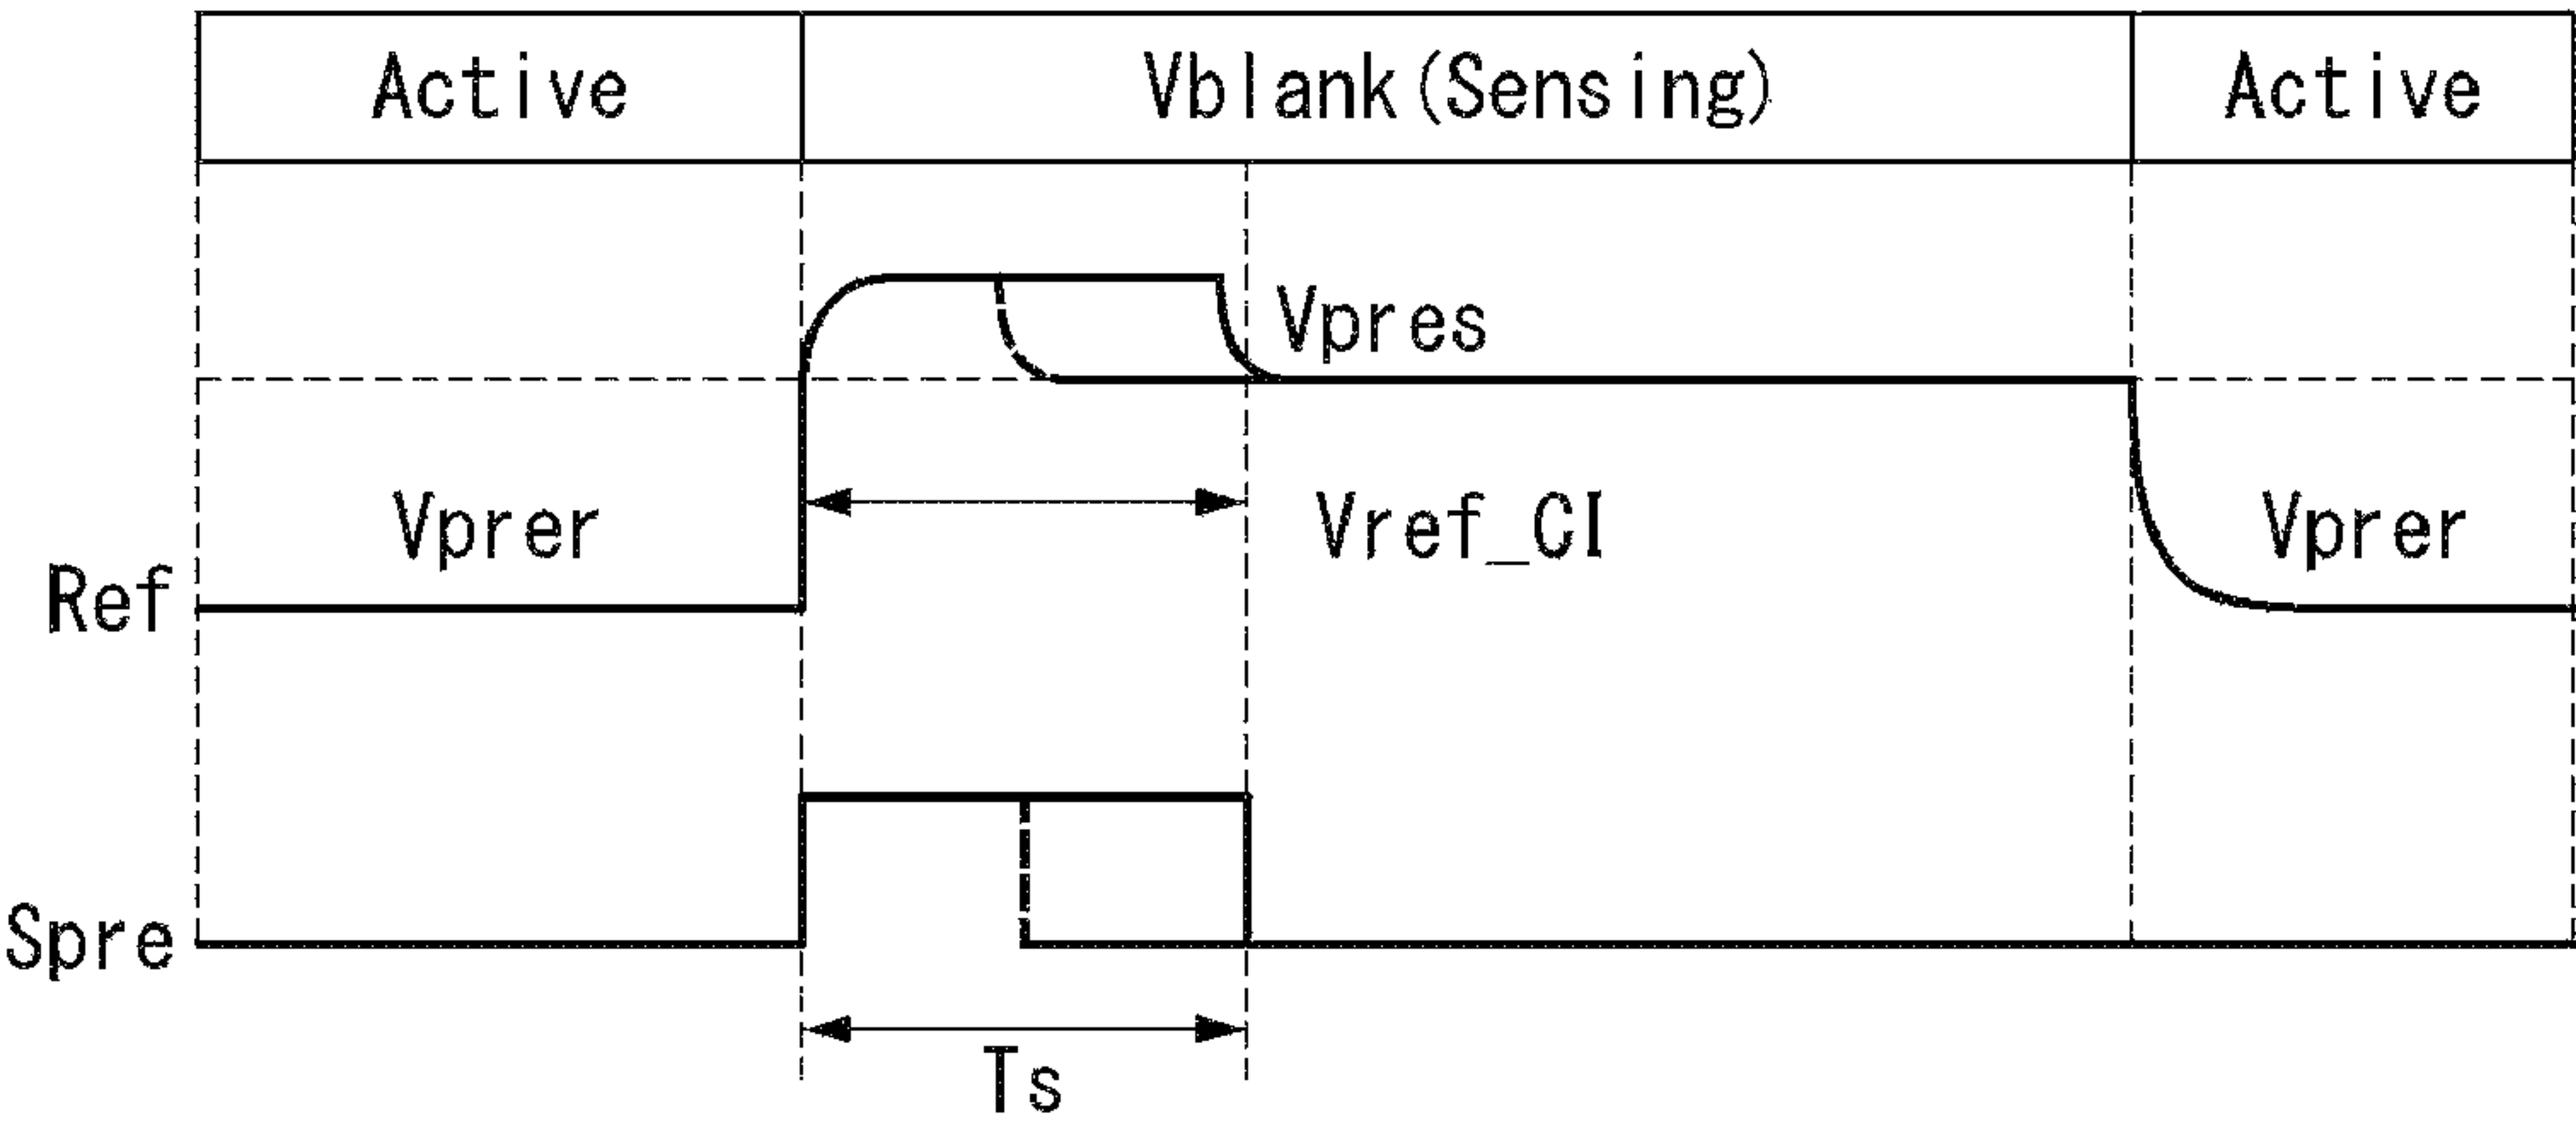 Active Vblank(Sensing) Active
Vpres
Vprer Vref_CI Vprer
Ref
Spre
Ts